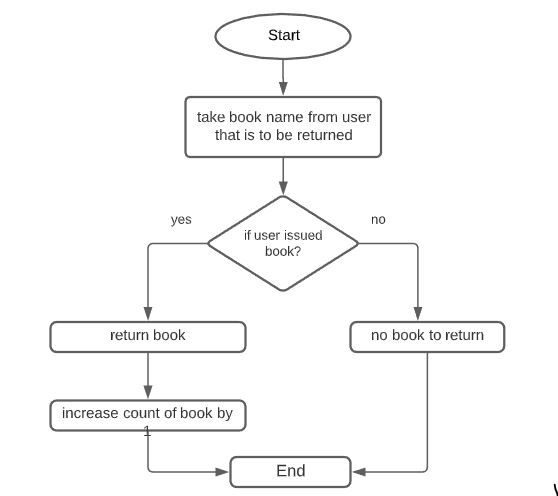 Start
take book name from user
that is to be returned
if user issued
book?
yes
no
return book
no book to return
increase count of book by
1
End